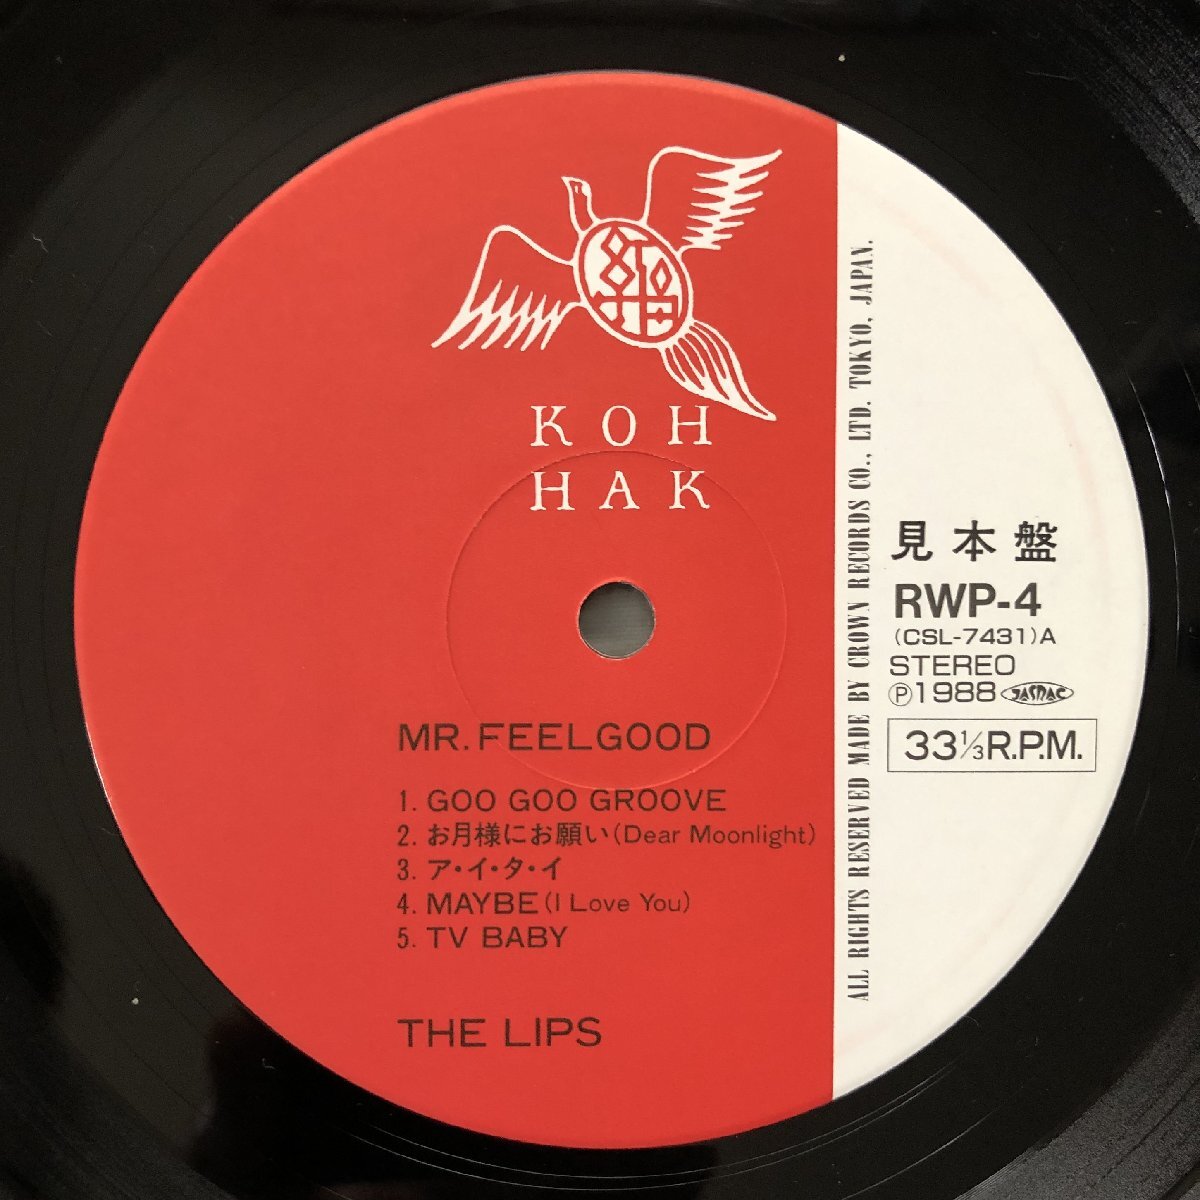 KOH
HAK
見本盤
RWP-4
(CSL-7431)A
STEREO
Ⓟ1988 JASRAC
33⅓R.P.M.
MR. FEELGOOD
1. GOO GOO GROOVE
2. お月様にお願い(Dear Moonlight)
3. ア・イ・タ・イ
4. MAYBE(I Love You)
5. TV BABY
THE LIPS
ALL RIGHTS RESERVED MADE BY CROWN RECORDS CO., LTD. TOKYO, JAPAN.